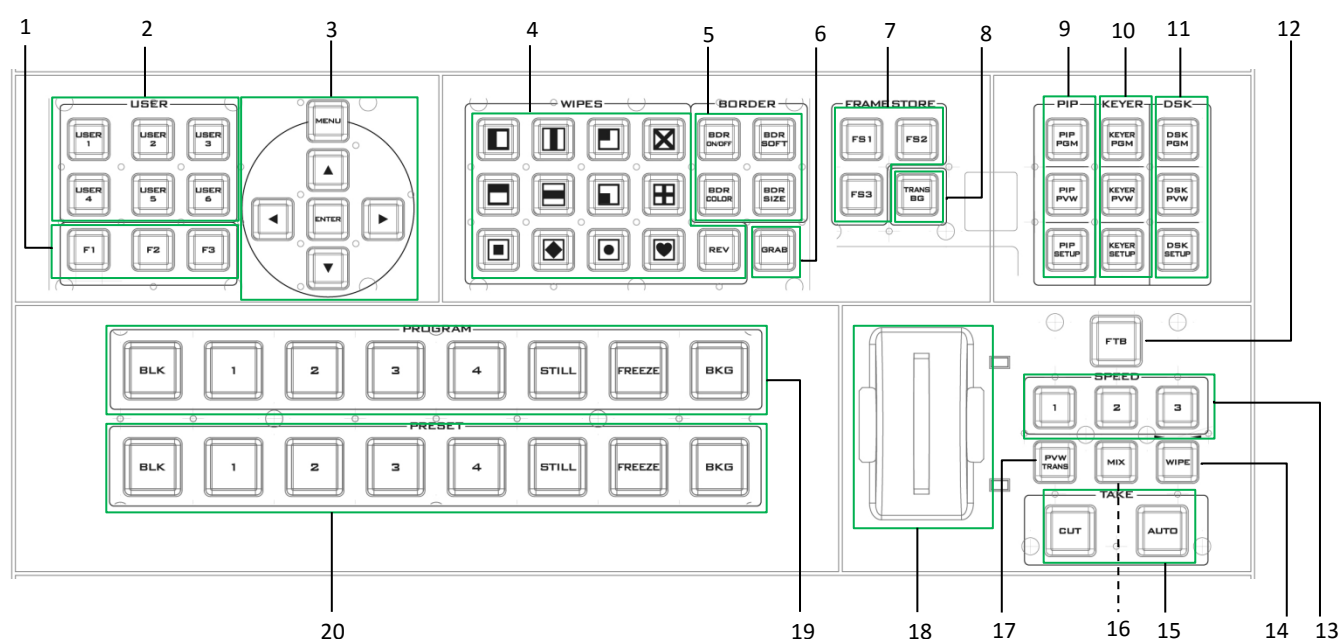 1 2 3 4 5 6 7 8 9 10 11 12
USER WIPES BORDER FRAME STORE PIP KEYER DSK
MENU
USER 1 USER 2 USER 3
BDR ON/OFF BDR SOFT
FS1 FS2
PIP PGM KEYER PGM DSK PGM
USER 4 USER 5 USER 6
ENTER
BDR COLOR BDR SIZE
FS3 TRANS BG
PIP PVW KEYER PVW DSK PVW
F1 F2 F3
REV GRAB
PIP SETUP KEYER SETUP DSK SETUP
PROGRAM
BLK 1 2 3 4 STILL FREEZE BKG
PRESET
BLK 1 2 3 4 STILL FREEZE BKG
FTB
SPEED
1 2 3
PVW TRANS MIX WIPE
TAKE
CUT AUTO
20 19 18 17 16 15 14 13